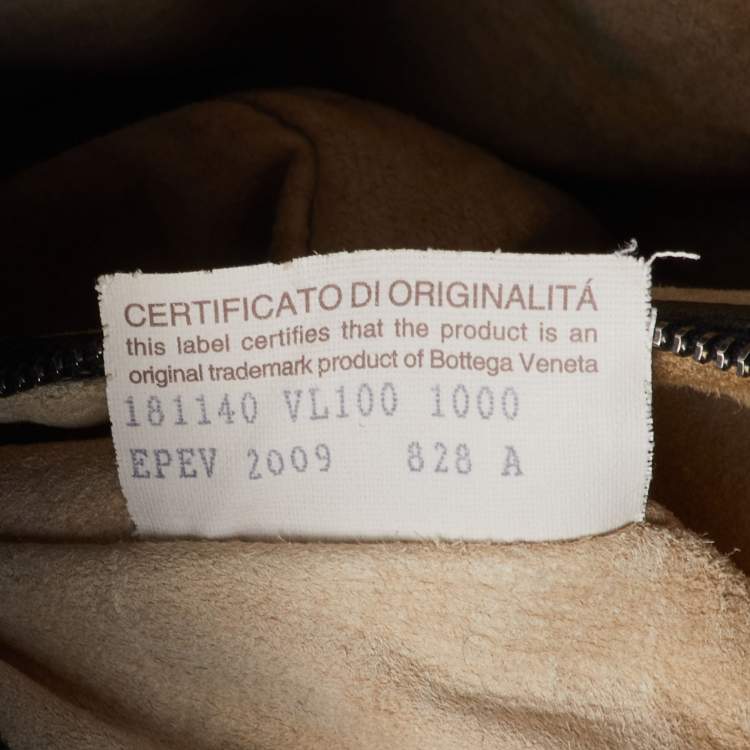 CERTIFICATO DI ORIGINALITÁ
this label certifies that the product is an
original trademark product of Bottega Veneta
181140 VL100 1000
EPEV 2009 828 A